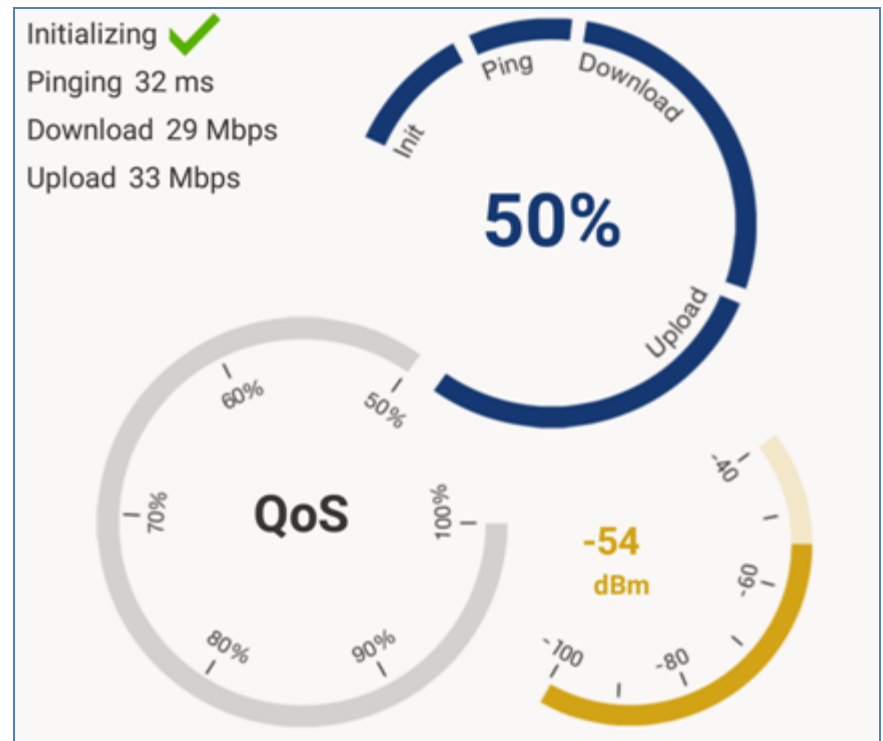 Initializing
Pinging 32 ms
Download 29 Mbps
Upload 33 Mbps
Init
Ping
Download
Upload
50%
50%
60%
70%
80%
90%
100%
QoS
-40
-60
-80
-100
-54
dBm